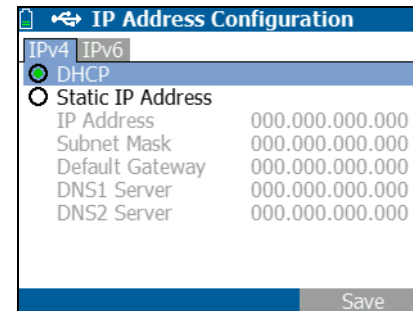 IP Address Configuration
IPv4 IPv6
DHCP
Static IP Address
IP Address 000.000.000.000
Subnet Mask 000.000.000.000
Default Gateway 000.000.000.000
DNS1 Server 000.000.000.000
DNS2 Server 000.000.000.000
Save